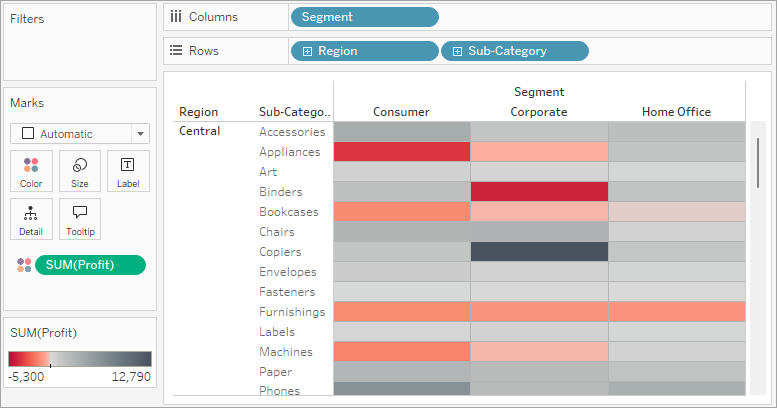 Filters
Columns
Segment
Rows
Region
Sub-Category
Marks
Automatic
Color
Size
Label
Detail
Tooltip
SUM(Profit)
SUM(Profit)
-5,300 12,790
Segment
Region Sub-Catego.. Consumer Corporate Home Office
Central Accessories
Appliances
Art
Binders
Bookcases
Chairs
Copiers
Envelopes
Fasteners
Furnishings
Labels
Machines
Paper
Phones